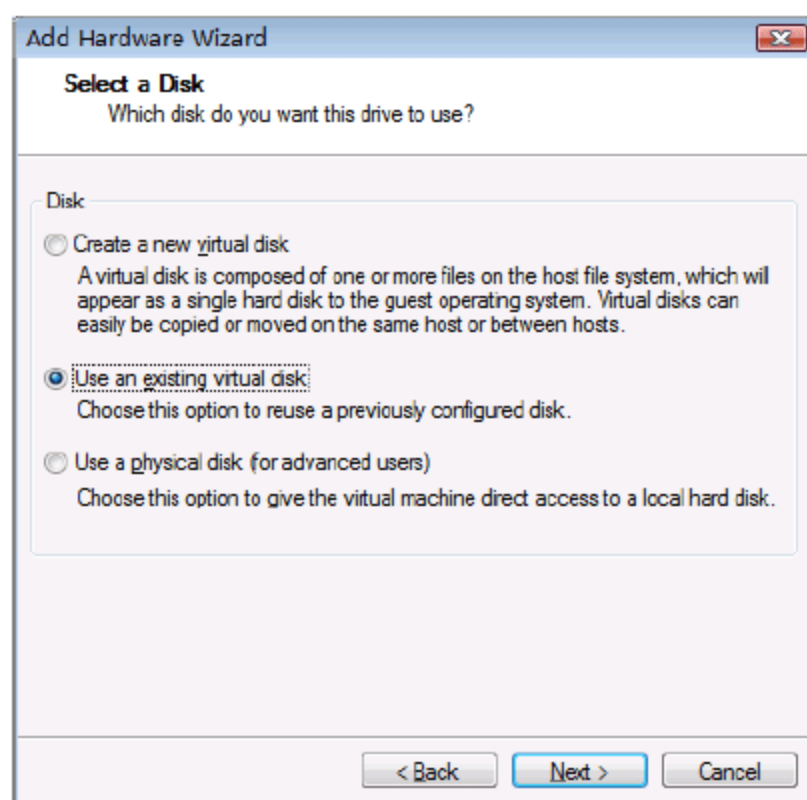 Add Hardware Wizard
Select a Disk
Which disk do you want this drive to use?
Disk
Create a new virtual disk
A virtual disk is composed of one or more files on the host file system, which will
appear as a single hard disk to the guest operating system. Virtual disks can
easily be copied or moved on the same host or between hosts.
Use an existing virtual disk
Choose this option to reuse a previously configured disk.
Use a physical disk (for advanced users)
Choose this option to give the virtual machine direct access to a local hard disk.
< Back
Next >
Cancel